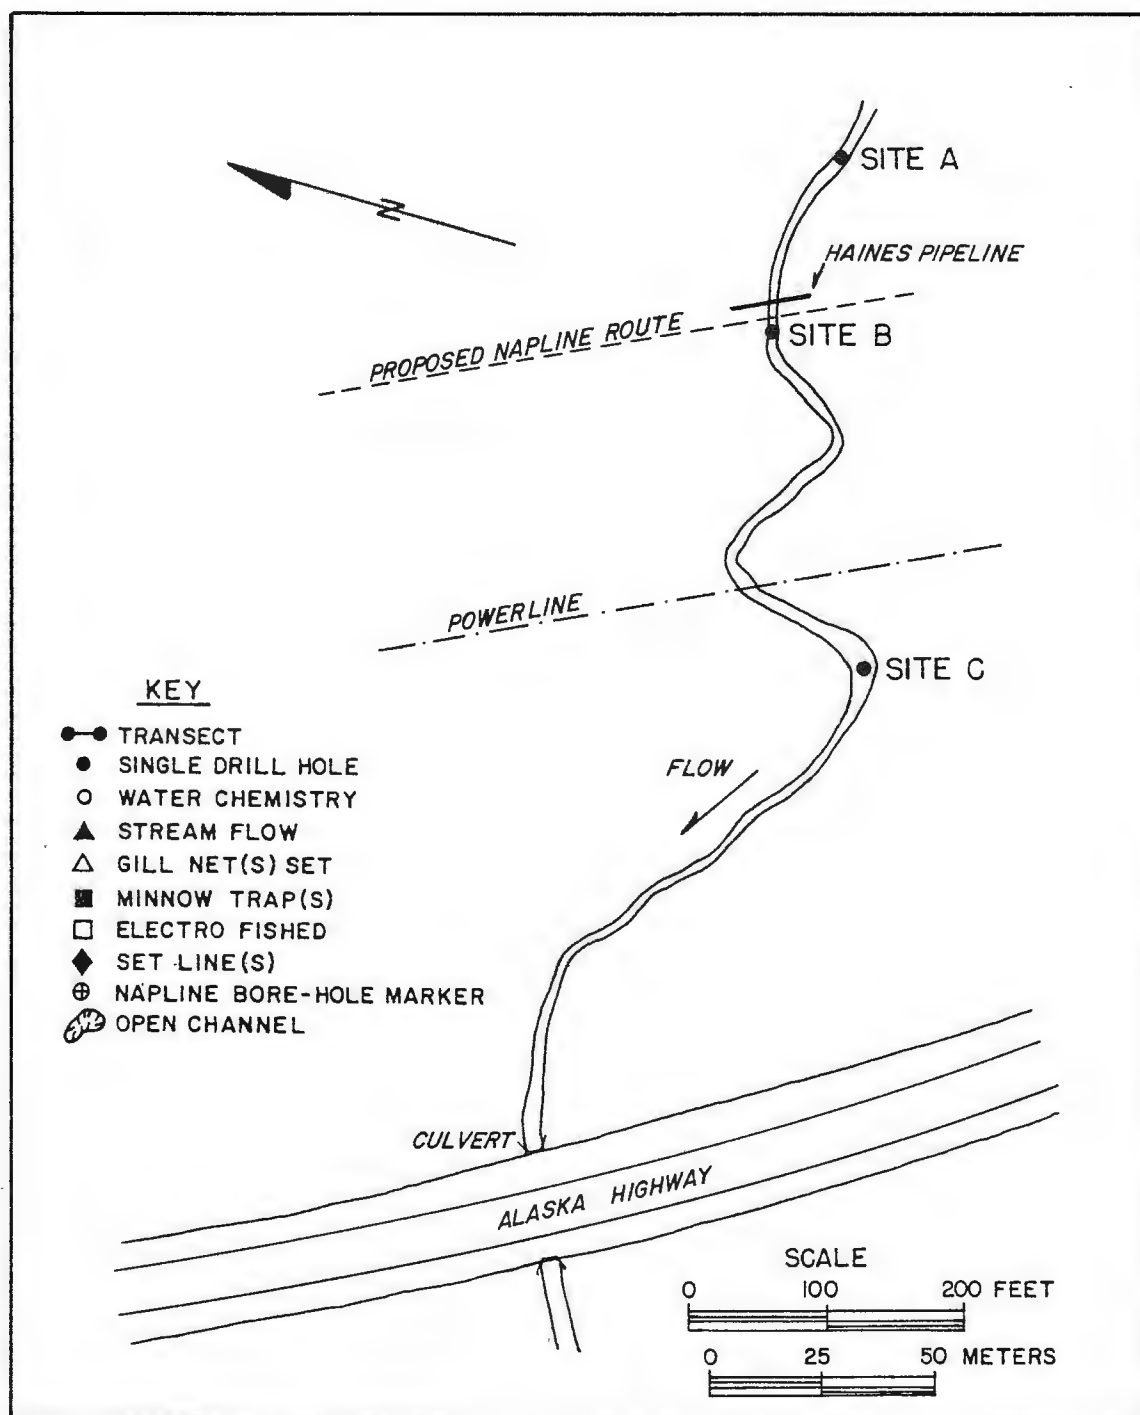 SITE A
N
HAINES PIPELINE
PROPOSED NAPLINE ROUTE
SITE B
POWERLINE
SITE C
KEY
TRANSECT
SINGLE DRILL HOLE
WATER CHEMISTRY
STREAM FLOW
GILL NET(S) SET
MINNOW TRAP(S)
ELECTRO FISHED
SET LINE(S)
NAPLINE BORE-HOLE MARKER
OPEN CHANNEL
FLOW
CULVERT
ALASKA HIGHWAY
SCALE
0 100 200 FEET
0 25 50 METERS